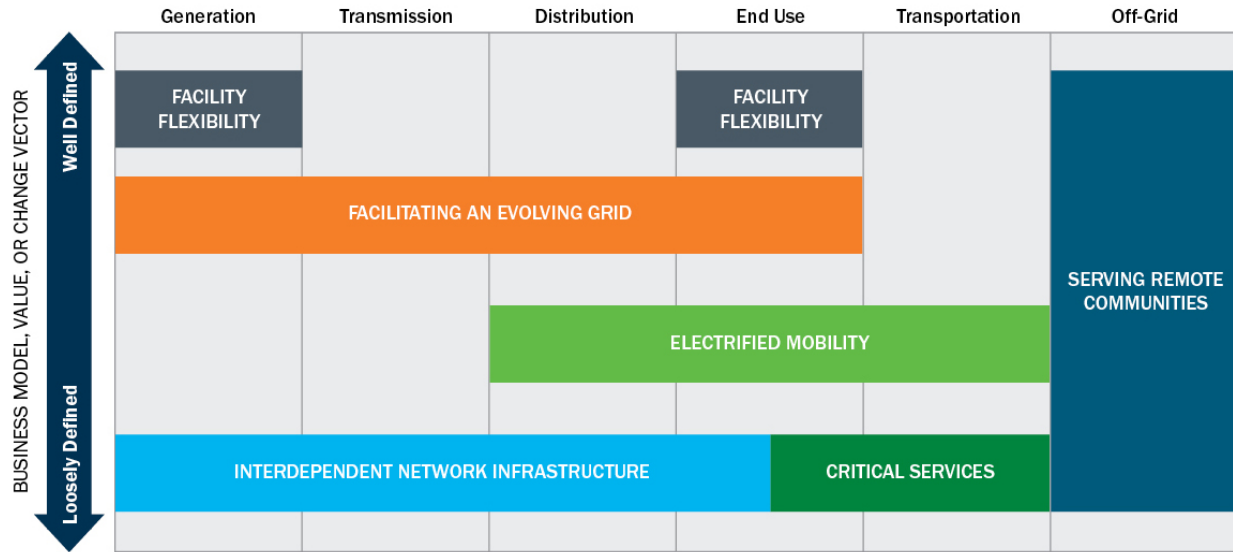 Generation
Transmission
Distribution
End Use
Transportation
Off-Grid
BUSINESS MODEL, VALUE, OR CHANGE VECTOR
Well Defined
Loosely Defined
FACILITY
FLEXIBILITY
FACILITY
FLEXIBILITY
FACILITATING AN EVOLVING GRID
SERVING REMOTE
COMMUNITIES
ELECTRIFIED MOBILITY
INTERDEPENDENT NETWORK INFRASTRUCTURE
CRITICAL SERVICES